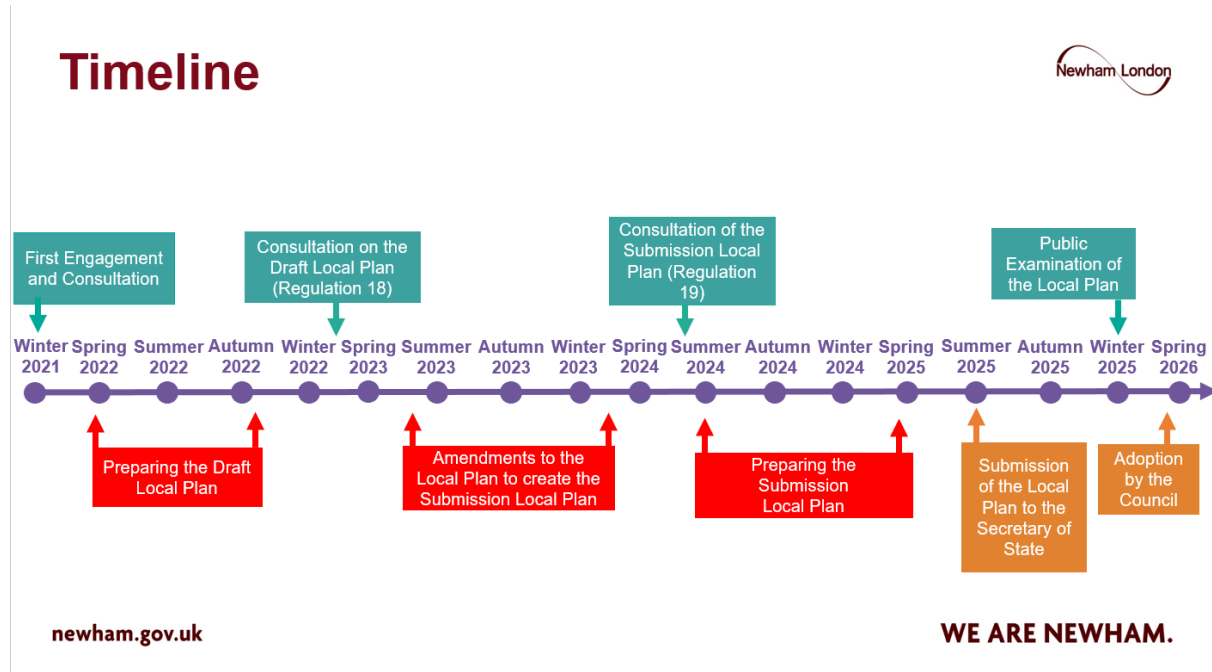 Timeline
Newham London
First Engagement
and Consultation
Consultation on the
Draft Local Plan
(Regulation 18)
Consultation of the
Submission Local
Plan (Regulation
19)
Public
Examination of
the Local Plan
Winter
2021
Spring
2022
Summer
2022
Autumn
2022
Winter
2022
Spring
2023
Summer
2023
Autumn
2023
Winter
2023
Spring
2024
Summer
2024
Autumn
2024
Winter
2024
Spring
2025
Summer
2025
Autumn
2025
Winter
2025
Spring
2026
Preparing the Draft
Local Plan
Amendments to the
Local Plan to create the
Submission Local Plan
Preparing the
Submission
Local Plan
Submission
of the Local
Plan to the
Secretary of
State
Adoption
by the
Council
newham.gov.uk
WE ARE NEWHAM.